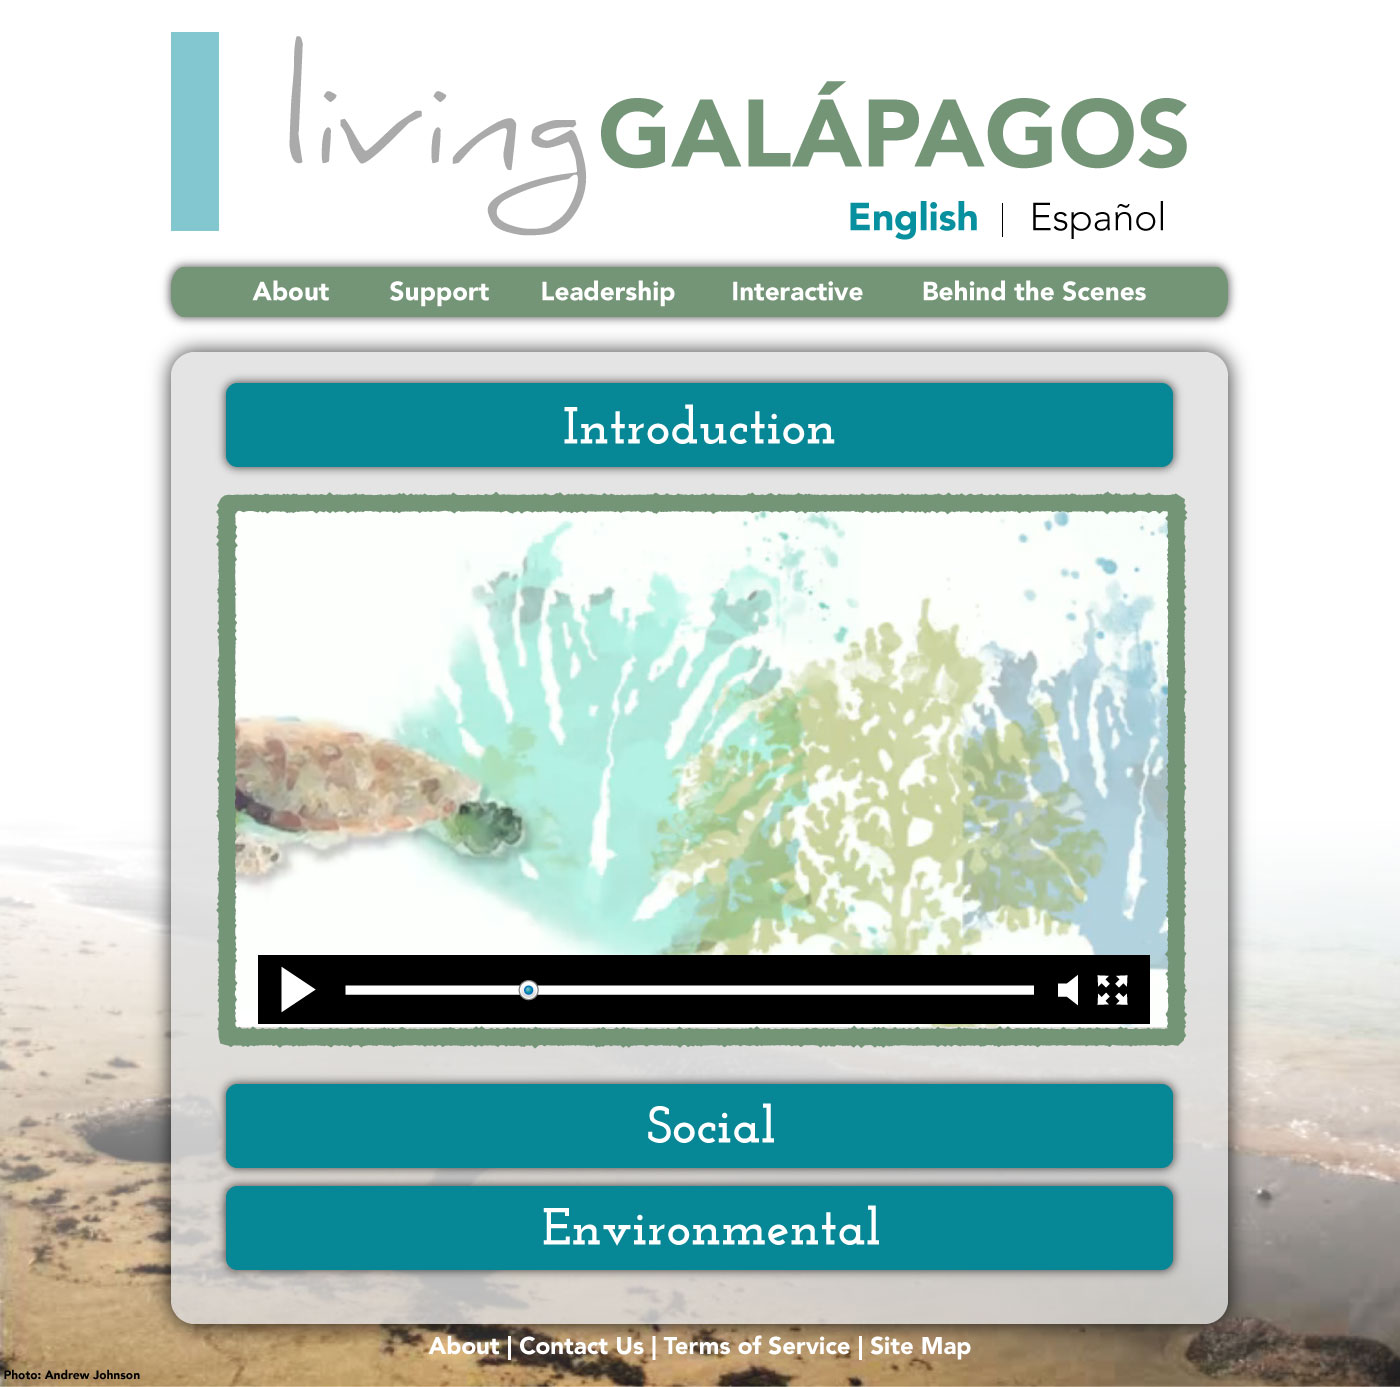 living GALÁPAGOS
English | Español
About Support Leadership Interactive Behind the Scenes
Introduction
Social
Environmental
About | Contact Us | Terms of Service | Site Map
Photo: Andrew Johnson